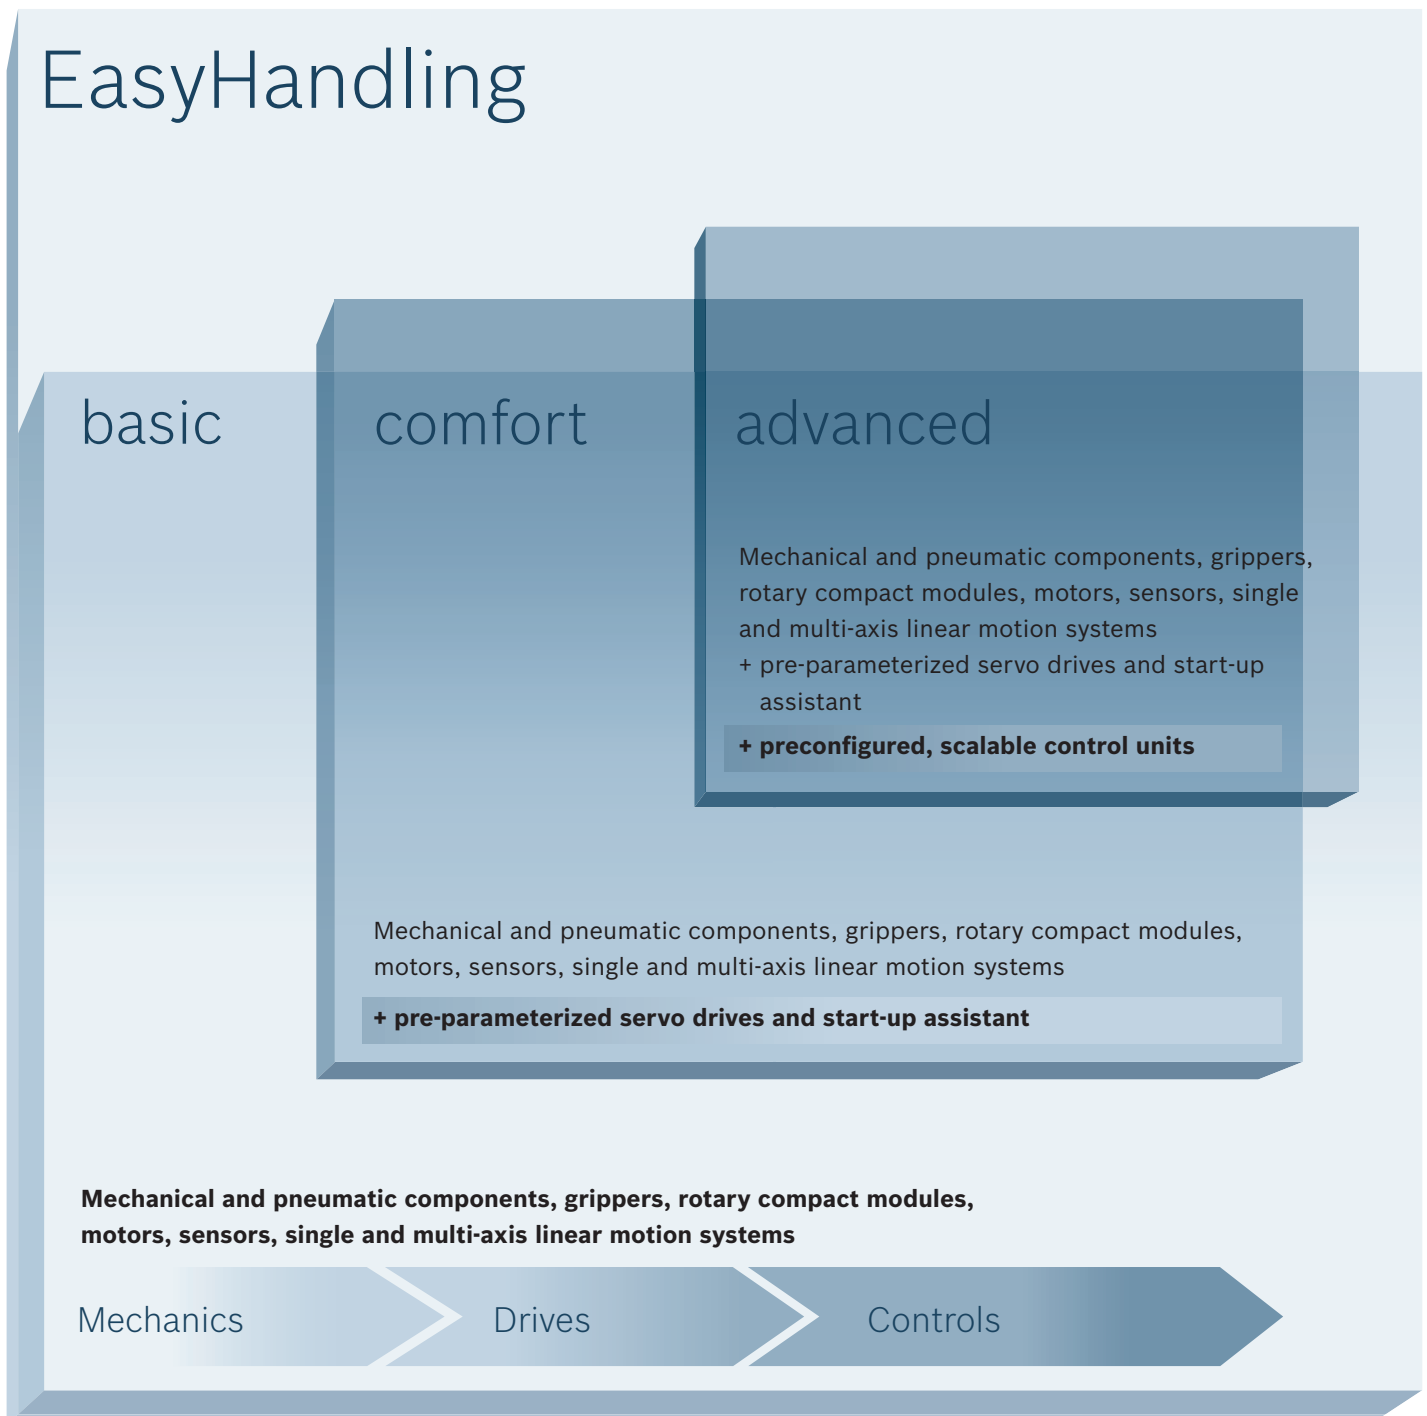 EasyHandling
basic
comfort
advanced
Mechanical and pneumatic components, grippers,
rotary compact modules, motors, sensors, single
and multi-axis linear motion systems
+ pre-parameterized servo drives and start-up
assistant
+ preconfigured, scalable control units
Mechanical and pneumatic components, grippers, rotary compact modules,
motors, sensors, single and multi-axis linear motion systems
+ pre-parameterized servo drives and start-up assistant
Mechanical and pneumatic components, grippers, rotary compact modules,
motors, sensors, single and multi-axis linear motion systems
Mechanics
Drives
Controls